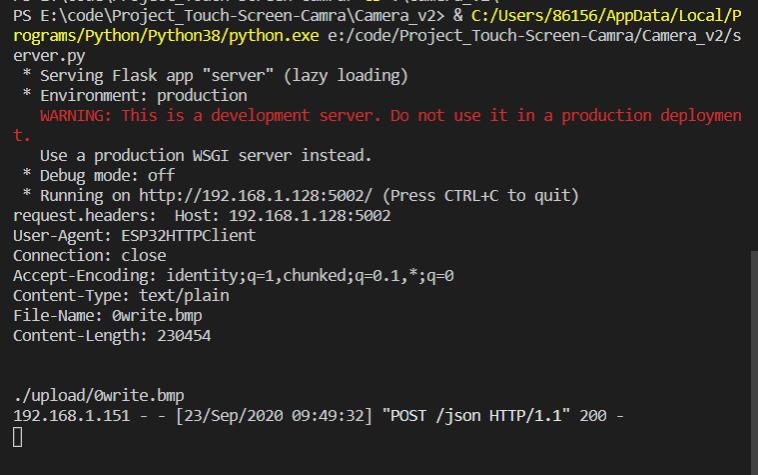 PS E:\code\Project_Touch-Screen-Camra\Camera_v2> & C:/Users/86156/AppData/Local/P
rograms/Python/Python38/python.exe e:/code/Project_Touch-Screen-Camra/Camera_v2/s
erver.py
 * Serving Flask app "server" (lazy loading)
 * Environment: production
   WARNING: This is a development server. Do not use it in a production deploymen
t.
   Use a production WSGI server instead.
 * Debug mode: off
 * Running on http://192.168.1.128:5002/ (Press CTRL+C to quit)
request.headers:  Host: 192.168.1.128:5002
User-Agent: ESP32HTTPClient
Connection: close
Accept-Encoding: identity;q=1,chunked;q=0.1,*;q=0
Content-Type: text/plain
File-Name: 0write.bmp
Content-Length: 230454
./upload/0write.bmp
192.168.1.151 - - [23/Sep/2020 09:49:32] "POST /json HTTP/1.1" 200 -